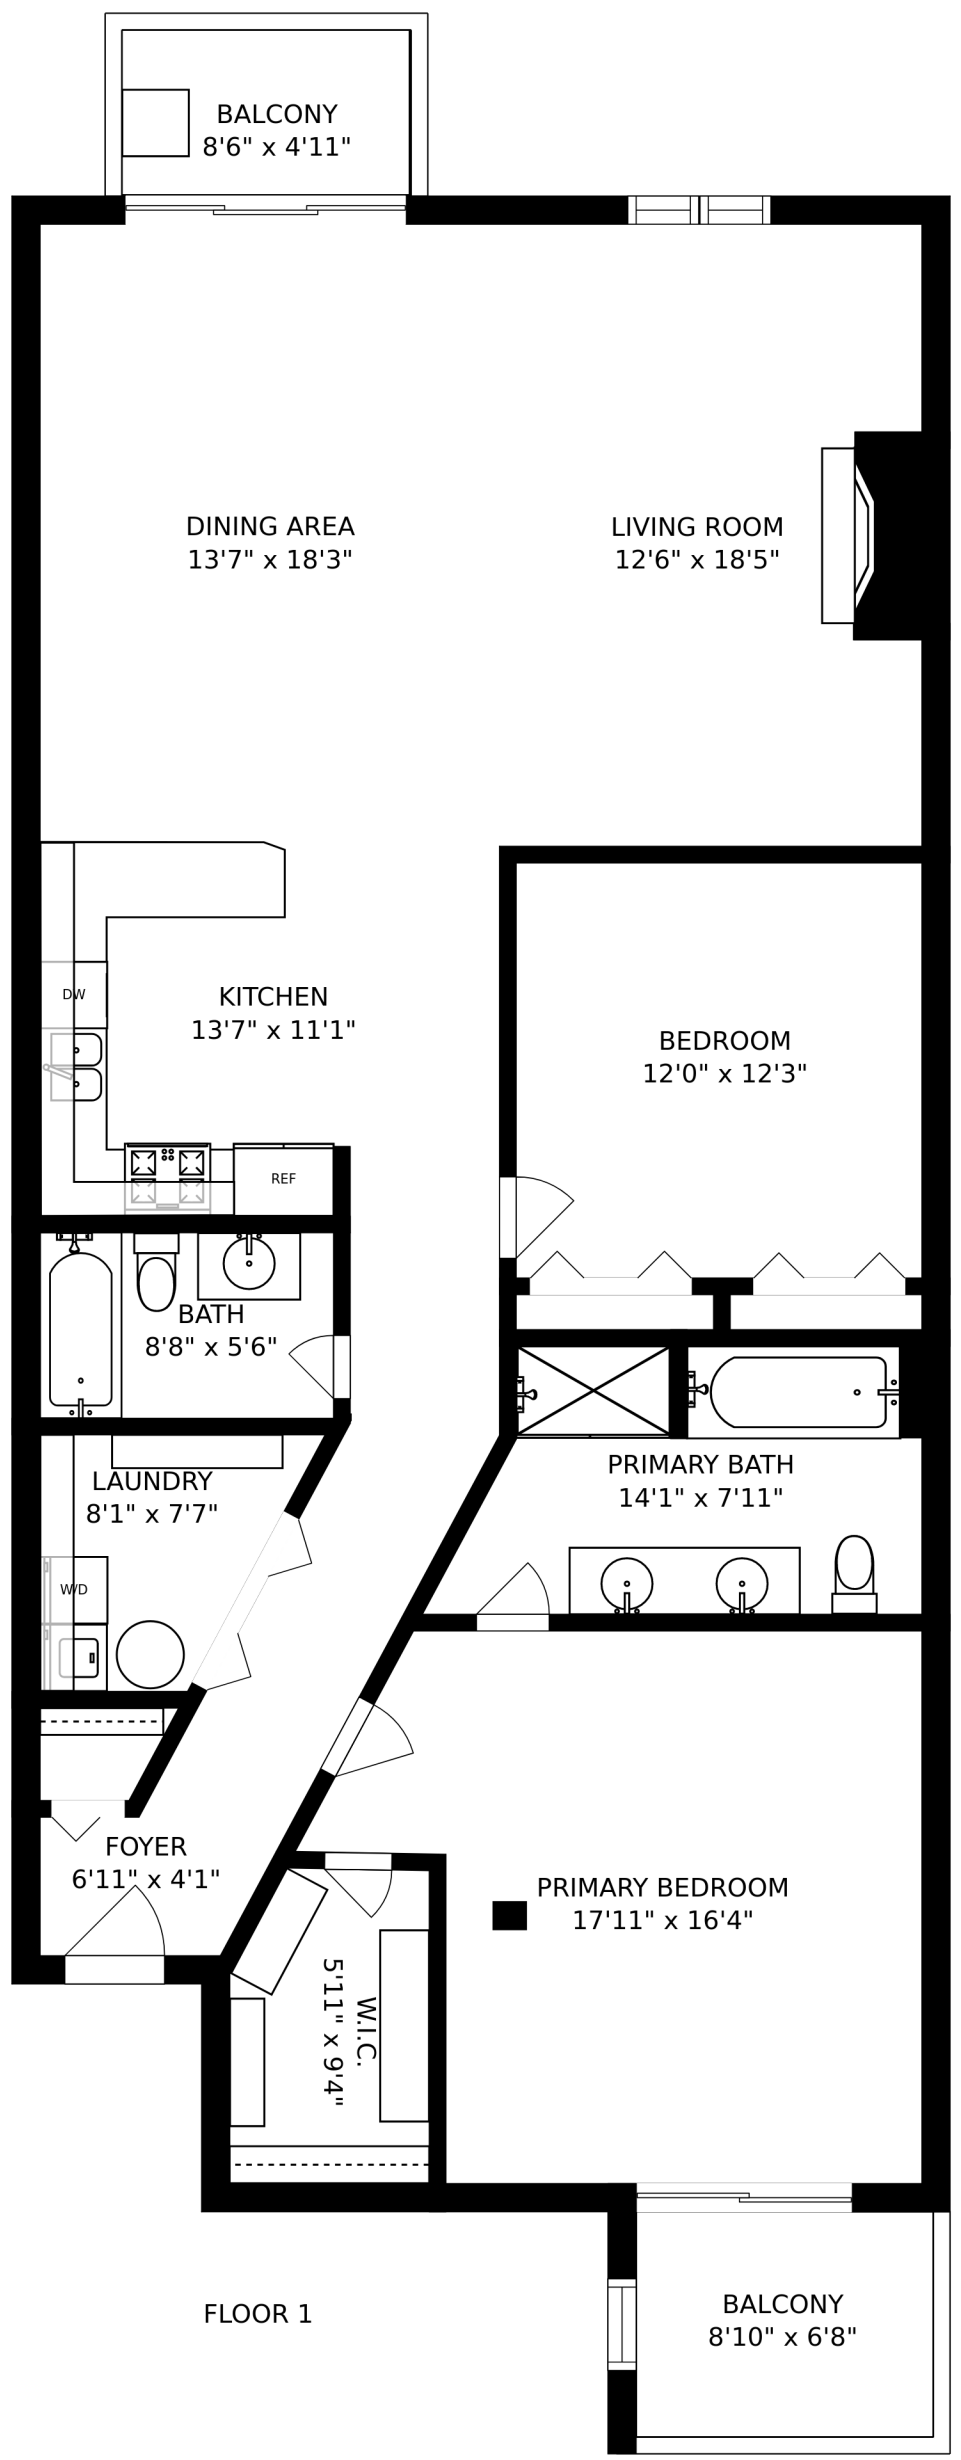 BALCONY
8'6" x 4'11"
DINING AREA
13'7" x 18'3"
LIVING ROOM
12'6" x 18'5"
DW
KITCHEN
13'7" x 11'1"
REF
BEDROOM
12'0" x 12'3"
BATH
8'8" x 5'6"
LAUNDRY
8'1" x 7'7"
W/D
PRIMARY BATH
14'1" x 7'11"
FOYER
6'11" x 4'1"
PRIMARY BEDROOM
17'11" x 16'4"
W.I.C.
5'11" x 9'4"
FLOOR 1
BALCONY
8'10" x 6'8"